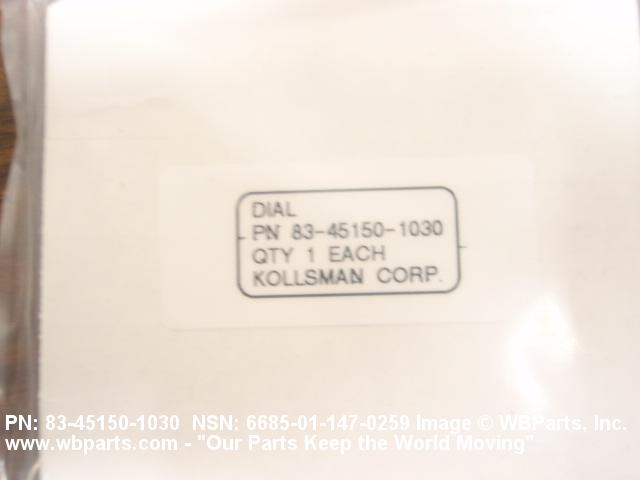 DIAL
PN 83-45150-1030
QTY 1 EACH
KOLLSMAN CORP.
PN: 83-45150-1030 NSN: 6685-01-147-0259 Image © WBParts, Inc.
www.wbparts.com - "Our Parts Keep the World Moving"